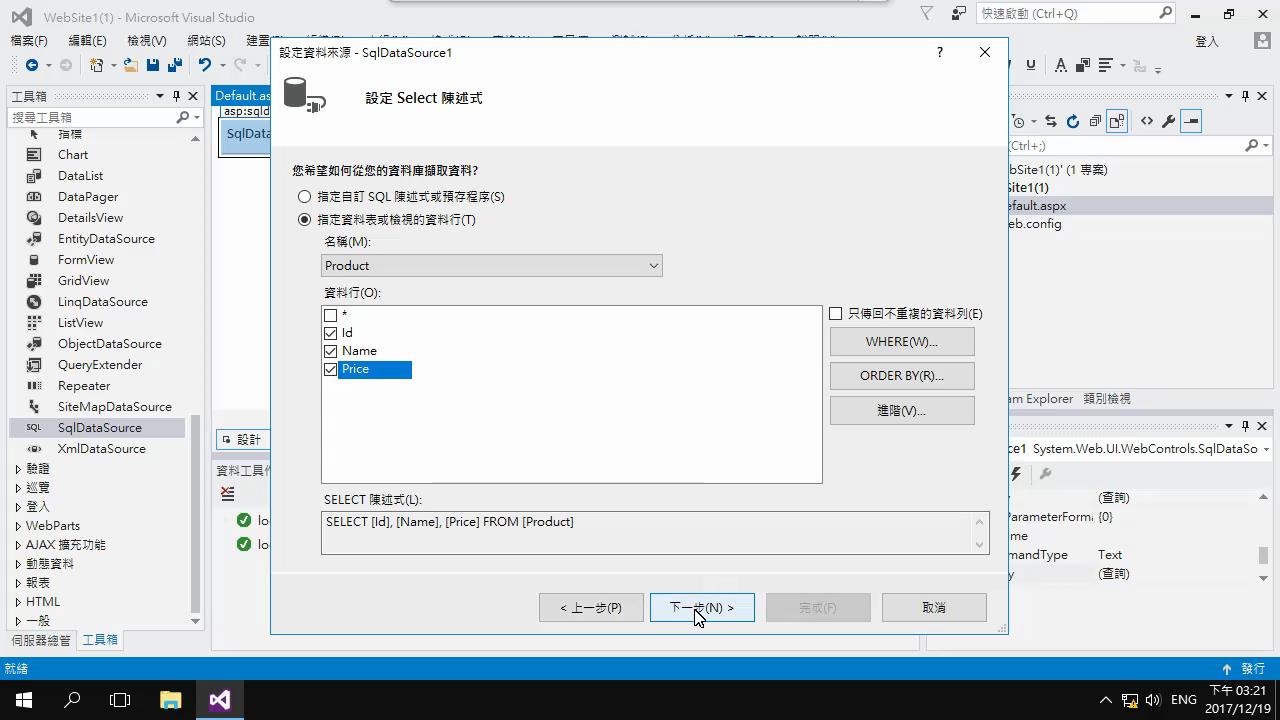 WebSite1(1) - Microsoft Visual Studio
快速啟動 (Ctrl+Q)
檔案(F) 編輯(E) 檢視(V) 網站(S)
登入
工具箱
搜尋工具箱
指標
Chart
DataList
DataPager
DetailsView
EntityDataSource
FormView
GridView
LinqDataSource
ListView
ObjectDataSource
QueryExtender
Repeater
SiteMapDataSource
SQL SqlDataSource
XmlDataSource
驗證
巡覽
登入
WebParts
AJAX 擴充功能
動態資料
報表
HTML
一般
伺服器總管 工具箱
Default.as
asp:sqld
SqlData
設計
資料工具作
lo
lo
設定資料來源 - SqlDataSource1
?
設定 Select 陳述式
您希望如何從您的資料庫擷取資料?
指定自訂 SQL 陳述式或預存程序(S)
指定資料表或檢視的資料行(T)
名稱(M):
Product
資料行(O):
*
Id
Name
Price
只傳回不重複的資料列(E)
WHERE(W)...
ORDER BY(R)...
進階(V)...
SELECT 陳述式(L):
SELECT [Id], [Name], [Price] FROM [Product]
< 上一步(P)
下一步(N) >
完成(F)
取消
(Ctrl+;)
bSite1(1)' (1 專案)
Site1(1)
efault.aspx
eb.config
am Explorer 類別檢視
ce1 System.Web.UI.WebControls.SqlDataSo
(查詢)
ParameterForma {0}
me
mandType Text
y (查詢)
就緒
發行
ENG
下午 03:21
2017/12/19